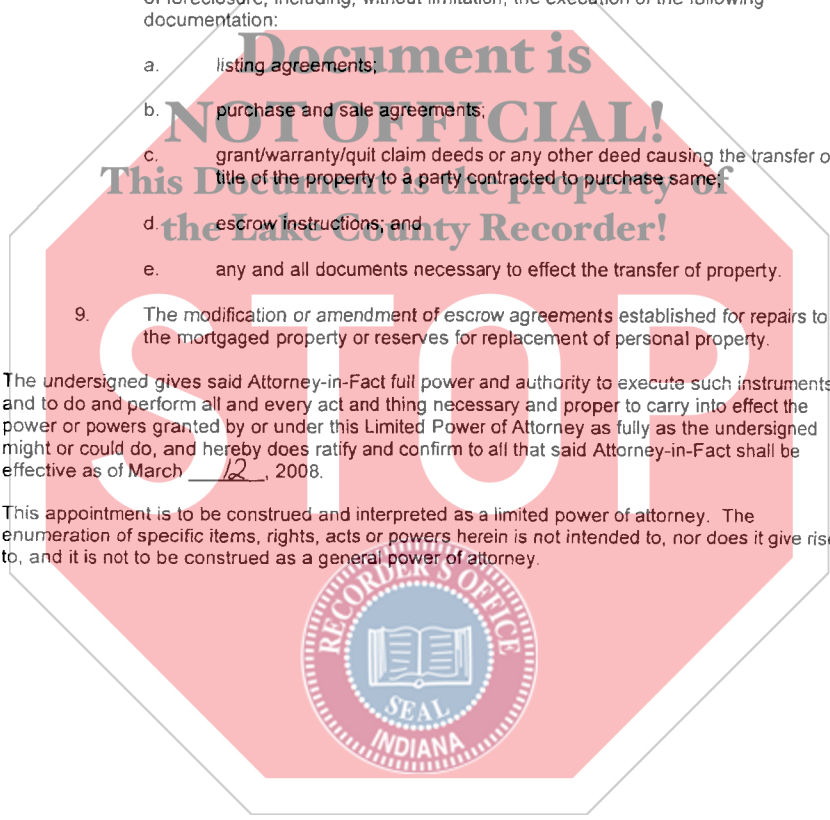 of foreclosure, including, without limitation, the execution of the following
documentation:
Document is
a. listing agreements;
b. purchase and sale agreements;
NOT OFFICIAL!
c. grant/warranty/quit claim deeds or any other deed causing the transfer o
title of the property to a party contracted to purchase same;
This Document is the property of
d. escrow instructions; and
the Lake County Recorder!
e. any and all documents necessary to effect the transfer of property.
9. The modification or amendment of escrow agreements established for repairs to
the mortgaged property or reserves for replacement of personal property.
STOP
The undersigned gives said Attorney-in-Fact full power and authority to execute such instruments
and to do and perform all and every act and thing necessary and proper to carry into effect the
power or powers granted by or under this Limited Power of Attorney as fully as the undersigned
might or could do, and hereby does ratify and confirm to all that said Attorney-in-Fact shall be
effective as of March 12, 2008.
This appointment is to be construed and interpreted as a limited power of attorney. The
enumeration of specific items, rights, acts or powers herein is not intended to, nor does it give rise
to, and it is not to be construed as a general power of attorney.
RECORDER'S OFFICE
SEAL
INDIANA